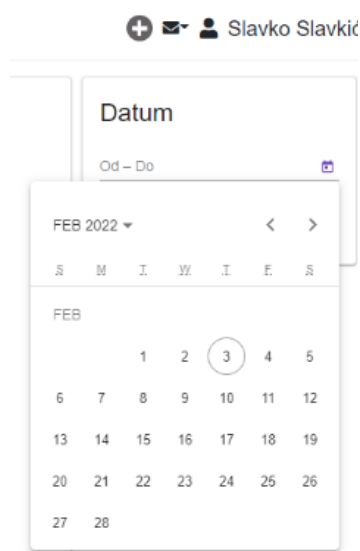 Slavko Slavkić
Datum
Od – Do
FEB 2022
S M T W T F S
FEB
1 2 3 4 5
6 7 8 9 10 11 12
13 14 15 16 17 18 19
20 21 22 23 24 25 26
27 28